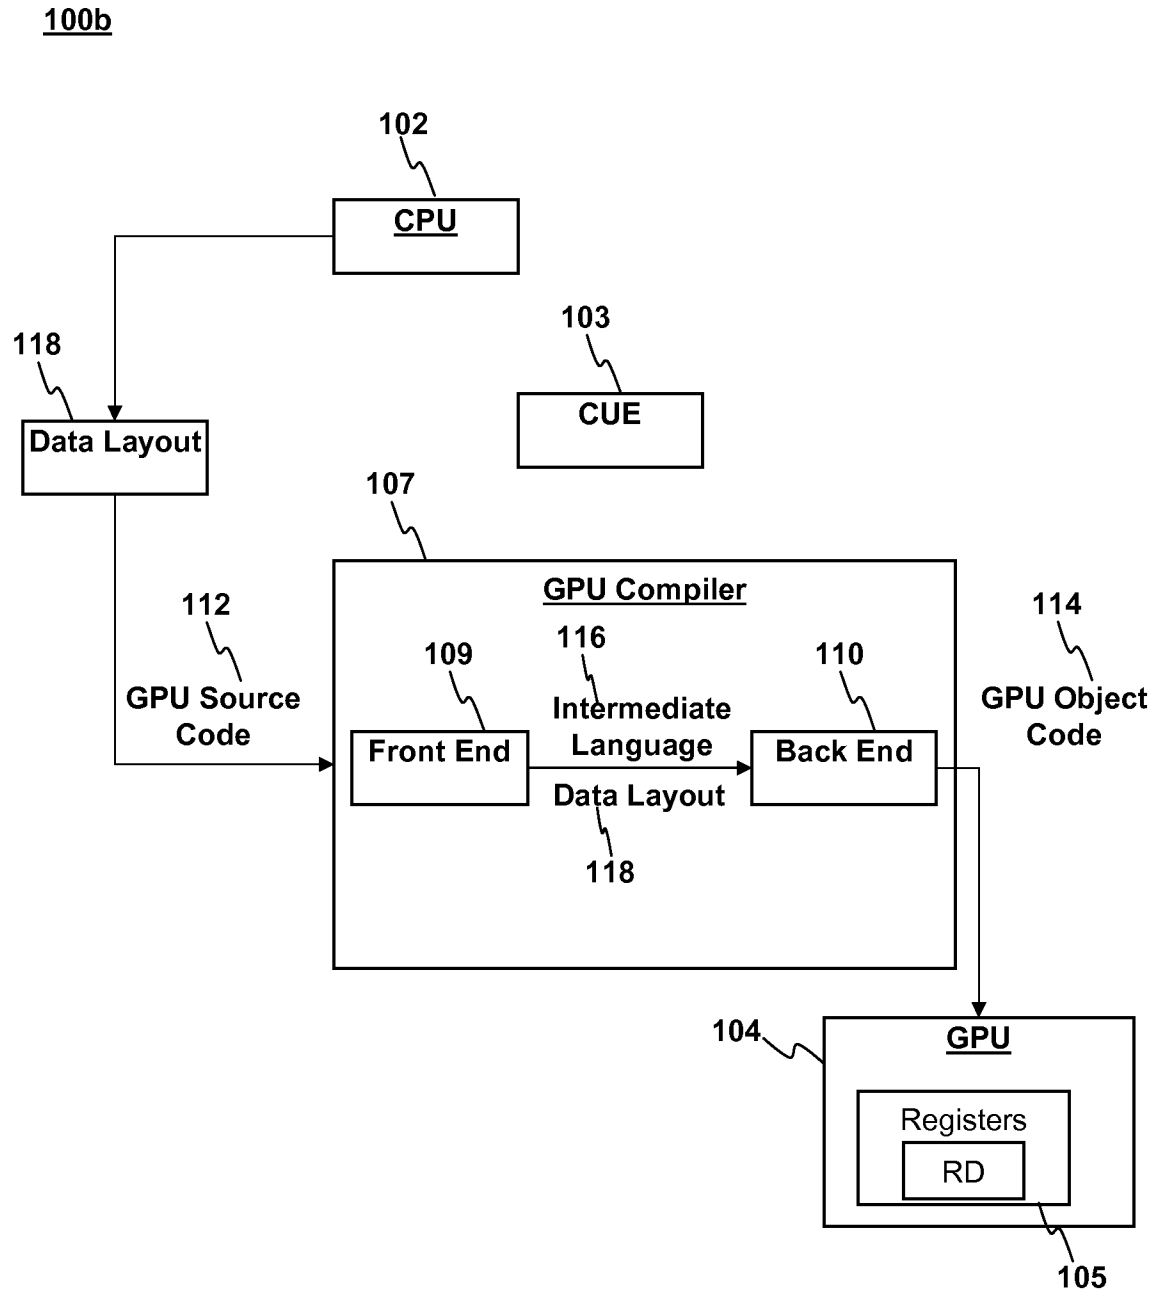 100b
102
CPU
103
118
CUE
Data Layout
107
GPU Compiler
112
114
116
109
110
GPU Source
Code
GPU Object
Code
Intermediate
Language
Front End
Back End
Data Layout
118
104
GPU
Registers
RD
105